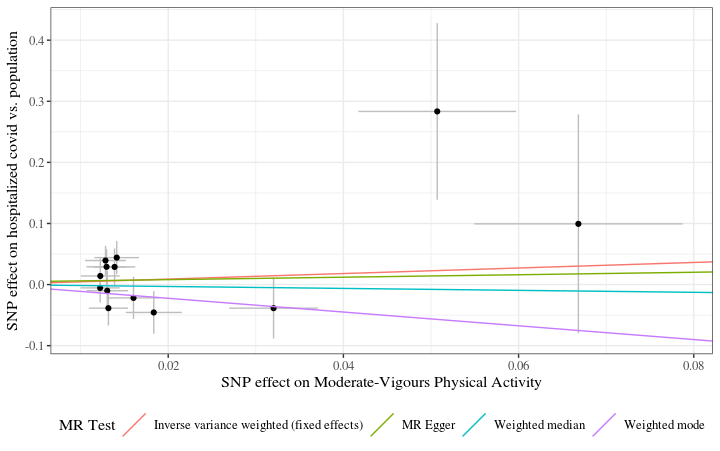 SNP effect on hospitalized covid vs. population
0.4
0.3
0.2
0.1
0.0
-0.1
0.02 0.04 0.06 0.08
SNP effect on Moderate-Vigours Physical Activity
MR Test Inverse variance weighted (fixed effects) MR Egger Weighted median Weighted mode